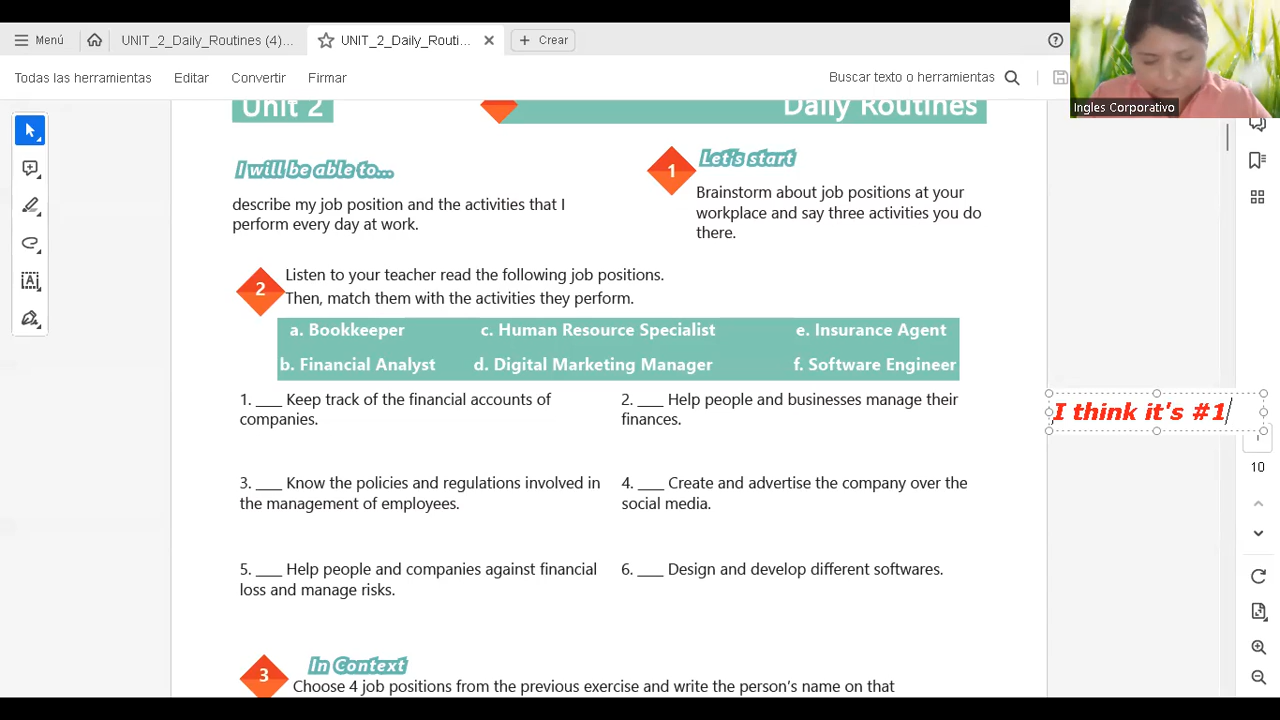 Menú
UNIT_2_Daily_Routines (4)...
UNIT_2_Daily_Routi...
Crear
Todas las herramientas
Editar
Convertir
Firmar
Buscar texto o herramientas
Ingles Corporativo
Unit 2
Daily Routines
I will be able to...
describe my job position and the activities that I
perform every day at work.
1
Let's start
Brainstorm about job positions at your
workplace and say three activities you do
there.
2
Listen to your teacher read the following job positions.
Then, match them with the activities they perform.
a. Bookkeeper c. Human Resource Specialist e. Insurance Agent
b. Financial Analyst d. Digital Marketing Manager f. Software Engineer
1. ___ Keep track of the financial accounts of
companies.
2. ___ Help people and businesses manage their
finances.
I think it's #1
3. ___ Know the policies and regulations involved in
the management of employees.
4. ___ Create and advertise the company over the
social media.
10
5. ___ Help people and companies against financial
loss and manage risks.
6. ___ Design and develop different softwares.
3
In Context
Choose 4 job positions from the previous exercise and write the person's name on that